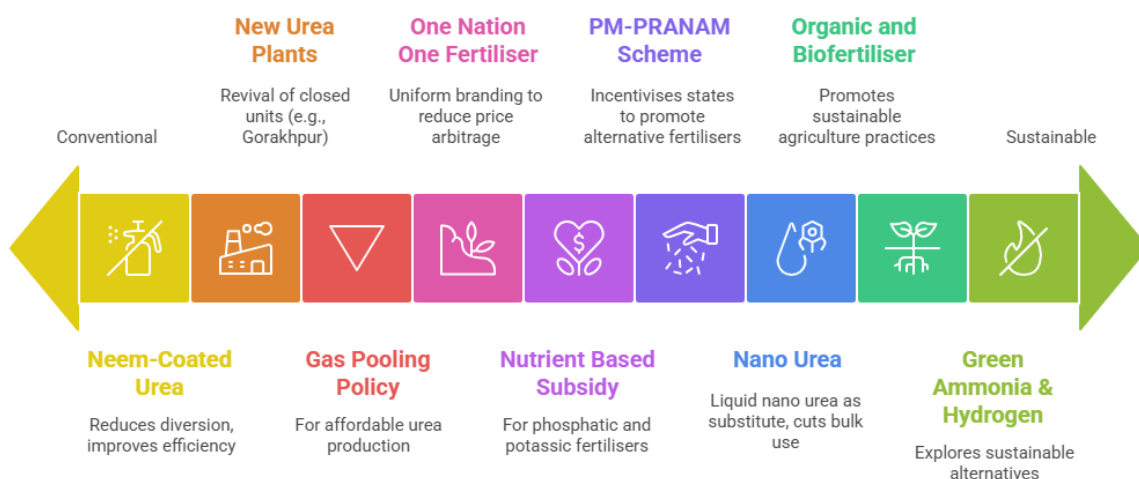 New Urea
Plants
Revival of closed
units (e.g.,
Gorakhpur)
One Nation
One Fertiliser
Uniform branding to
reduce price
arbitrage
PM-PRANAM
Scheme
Incentivises states
to promote
alternative fertilisers
Organic and
Biofertiliser
Promotes
sustainable
agriculture practices
Conventional
Sustainable
$
Neem-Coated
Urea
Reduces diversion,
improves efficiency
Gas Pooling
Policy
For affordable urea
production
Nutrient Based
Subsidy
For phosphatic and
potassic fertilisers
Nano Urea
Liquid nano urea as
substitute, cuts bulk
use
Green
Ammonia &
Hydrogen
Explores sustainable
alternatives